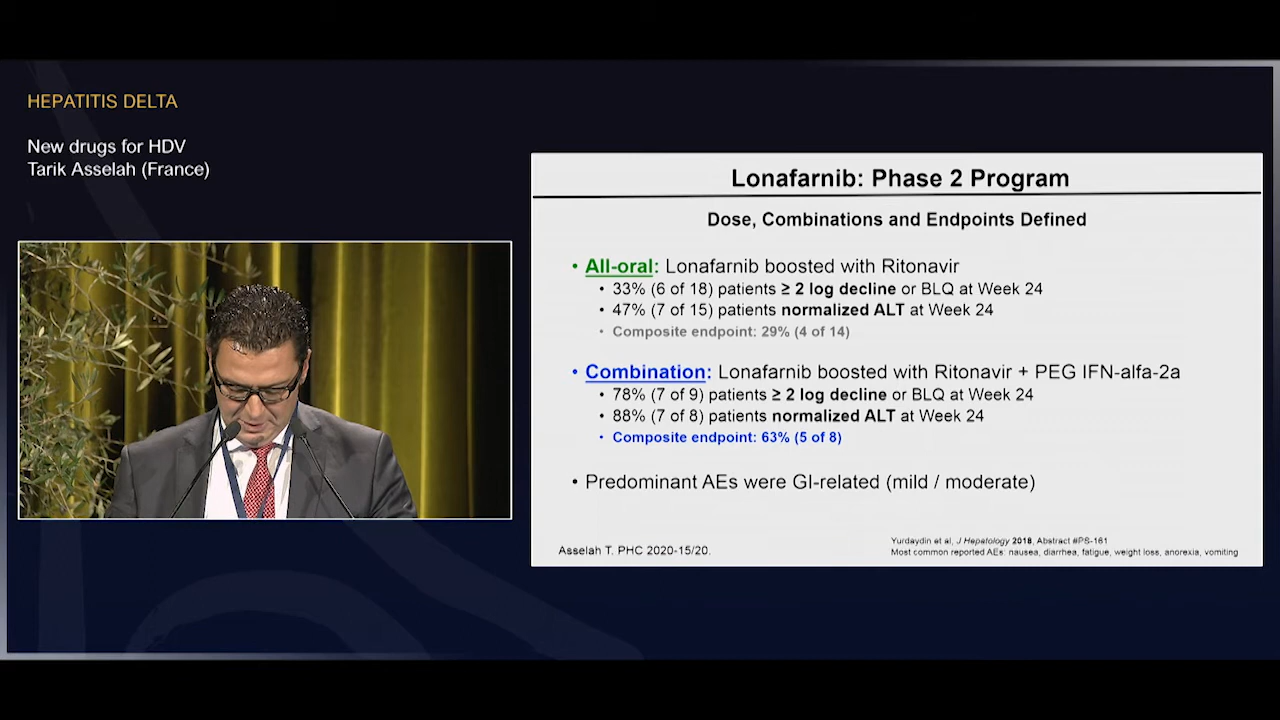 HEPATITIS DELTA
New drugs for HDV
Tarik Asselah (France)
Lonafarnib: Phase 2 Program
Dose, Combinations and Endpoints Defined
• All-oral: Lonafarnib boosted with Ritonavir
• 33% (6 of 18) patients ≥ 2 log decline or BLQ at Week 24
• 47% (7 of 15) patients normalized ALT at Week 24
• Composite endpoint: 29% (4 of 14)
• Combination: Lonafarnib boosted with Ritonavir + PEG IFN-alfa-2a
• 78% (7 of 9) patients ≥ 2 log decline or BLQ at Week 24
• 88% (7 of 8) patients normalized ALT at Week 24
• Composite endpoint: 63% (5 of 8)
• Predominant AEs were GI-related (mild / moderate)
Asselah T. PHC 2020-15/20.
Yurdaydin et al, J Hepatology 2018, Abstract #PS-161
Most common reported AEs: nausea, diarrhea, fatigue, weight loss, anorexia, vomiting